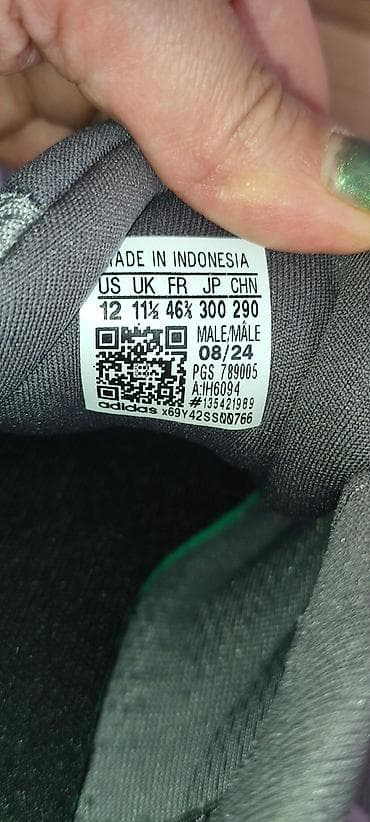 MADE IN INDONESIA
US UK FR JP CHN
12 11½ 46⅔ 300 290
MALE/MÂLE
08/24
PGS 789005
A:IH6094
#135421989
adidas x69Y42SS00766